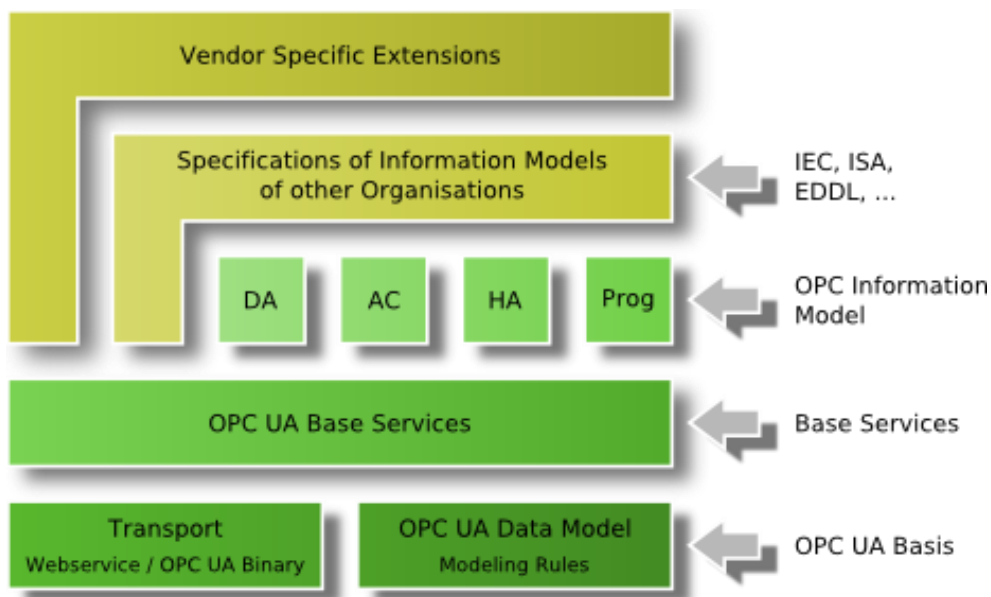 Vendor Specific Extensions
Specifications of Information Models
of other Organisations
IEC, ISA,
EDDL, ...
DA
AC
HA
Prog
OPC Information
Model
OPC UA Base Services
Base Services
Transport
Webservice / OPC UA Binary
OPC UA Data Model
Modeling Rules
OPC UA Basis